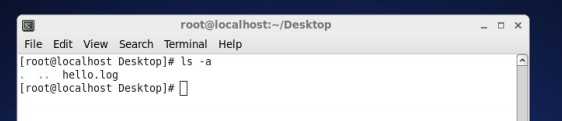 root@localhost:~/Desktop
File Edit View Search Terminal Help
[root@localhost Desktop]# ls -a
. .. hello.log
[root@localhost Desktop]#